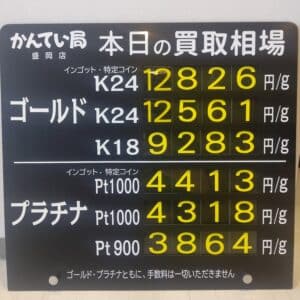 かんてい局 盛岡店 本日の買取相場
インゴット・特定コイン
K24 12826 円/g
ゴールド K24 12561 円/g
K18 9283 円/g
インゴット・特定コイン
Pt1000 4413 円/g
プラチナ Pt1000 4318 円/g
Pt900 3864 円/g
ゴールド・プラチナともに、手数料は一切いただきません